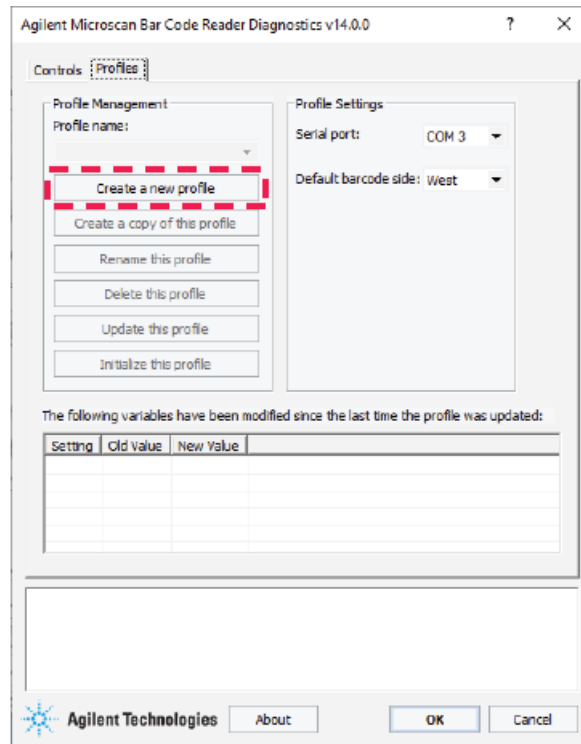 Agilent Microscan Bar Code Reader Diagnostics v14.0.0 ? ×
Controls Profiles
Profile Management
Profile name:
Create a new profile
Create a copy of this profile
Rename this profile
Delete this profile
Update this profile
Initialize this profile
Profile Settings
Serial port: COM 3
Default barcode side: West
The following variables have been modified since the last time the profile was updated:
Setting Old Value New Value
Agilent Technologies About OK Cancel